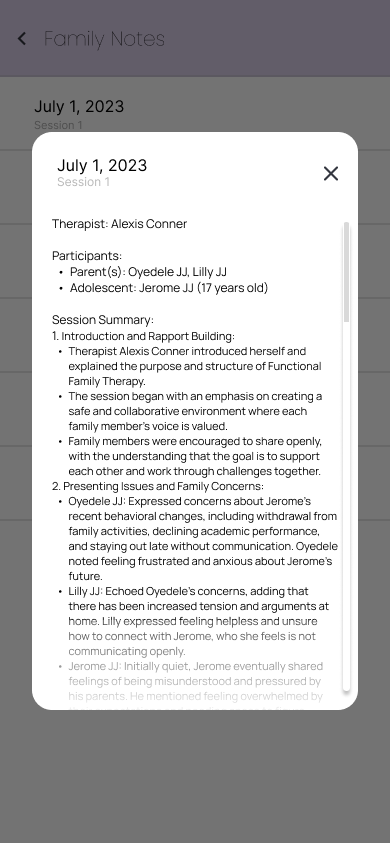 Family Notes
July 1, 2023
Session 1
July 1, 2023
Session 1
Therapist: Alexis Conner
Participants:
• Parent(s): Oyedele JJ, Lilly JJ
• Adolescent: Jerome JJ (17 years old)
Session Summary:
1. Introduction and Rapport Building:
• Therapist Alexis Conner introduced herself and
explained the purpose and structure of Functional
Family Therapy.
• The session began with an emphasis on creating a
safe and collaborative environment where each
family member's voice is valued.
• Family members were encouraged to share openly,
with the understanding that the goal is to support
each other and work through challenges together.
2. Presenting Issues and Family Concerns:
• Oyedele JJ: Expressed concerns about Jerome's
recent behavioral changes, including withdrawal from
family activities, declining academic performance,
and staying out late without communication. Oyedele
noted feeling frustrated and anxious about Jerome's
future.
• Lilly JJ: Echoed Oyedele's concerns, adding that
there has been increased tension and arguments at
home. Lilly expressed feeling helpless and unsure
how to connect with Jerome, who she feels is not
communicating openly.
• Jerome JJ: Initially quiet, Jerome eventually shared
feelings of being misunderstood and pressured by
his parents. He mentioned feeling overwhelmed by